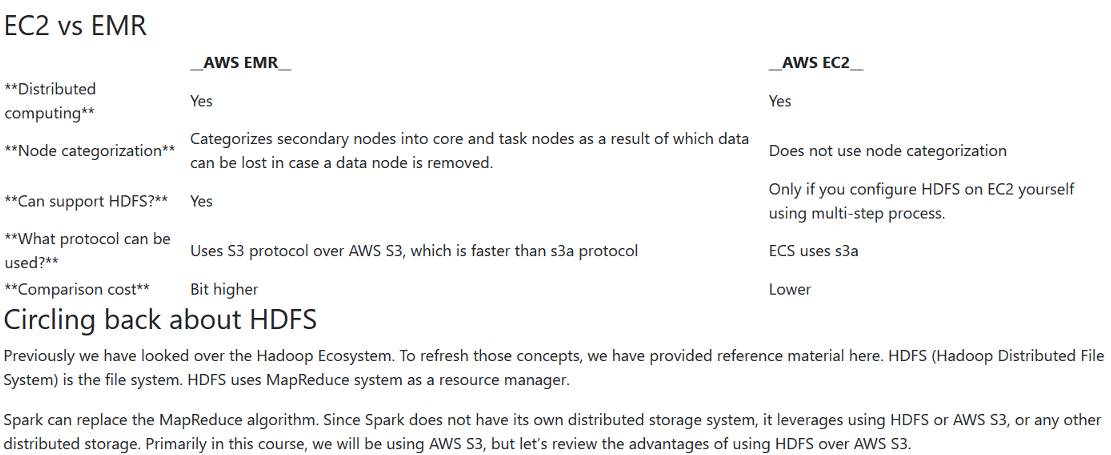 EC2 vs EMR
__AWS EMR__ __AWS EC2__
**Distributed
computing** Yes Yes
**Node categorization** Categorizes secondary nodes into core and task nodes as a result of which data
can be lost in case a data node is removed. Does not use node categorization
**Can support HDFS?** Yes Only if you configure HDFS on EC2 yourself
using multi-step process.
**What protocol can be
used?** Uses S3 protocol over AWS S3, which is faster than s3a protocol ECS uses s3a
**Comparison cost** Bit higher Lower
Circling back about HDFS
Previously we have looked over the Hadoop Ecosystem. To refresh those concepts, we have provided reference material here. HDFS (Hadoop Distributed File
System) is the file system. HDFS uses MapReduce system as a resource manager.
Spark can replace the MapReduce algorithm. Since Spark does not have its own distributed storage system, it leverages using HDFS or AWS S3, or any other
distributed storage. Primarily in this course, we will be using AWS S3, but let’s review the advantages of using HDFS over AWS S3.